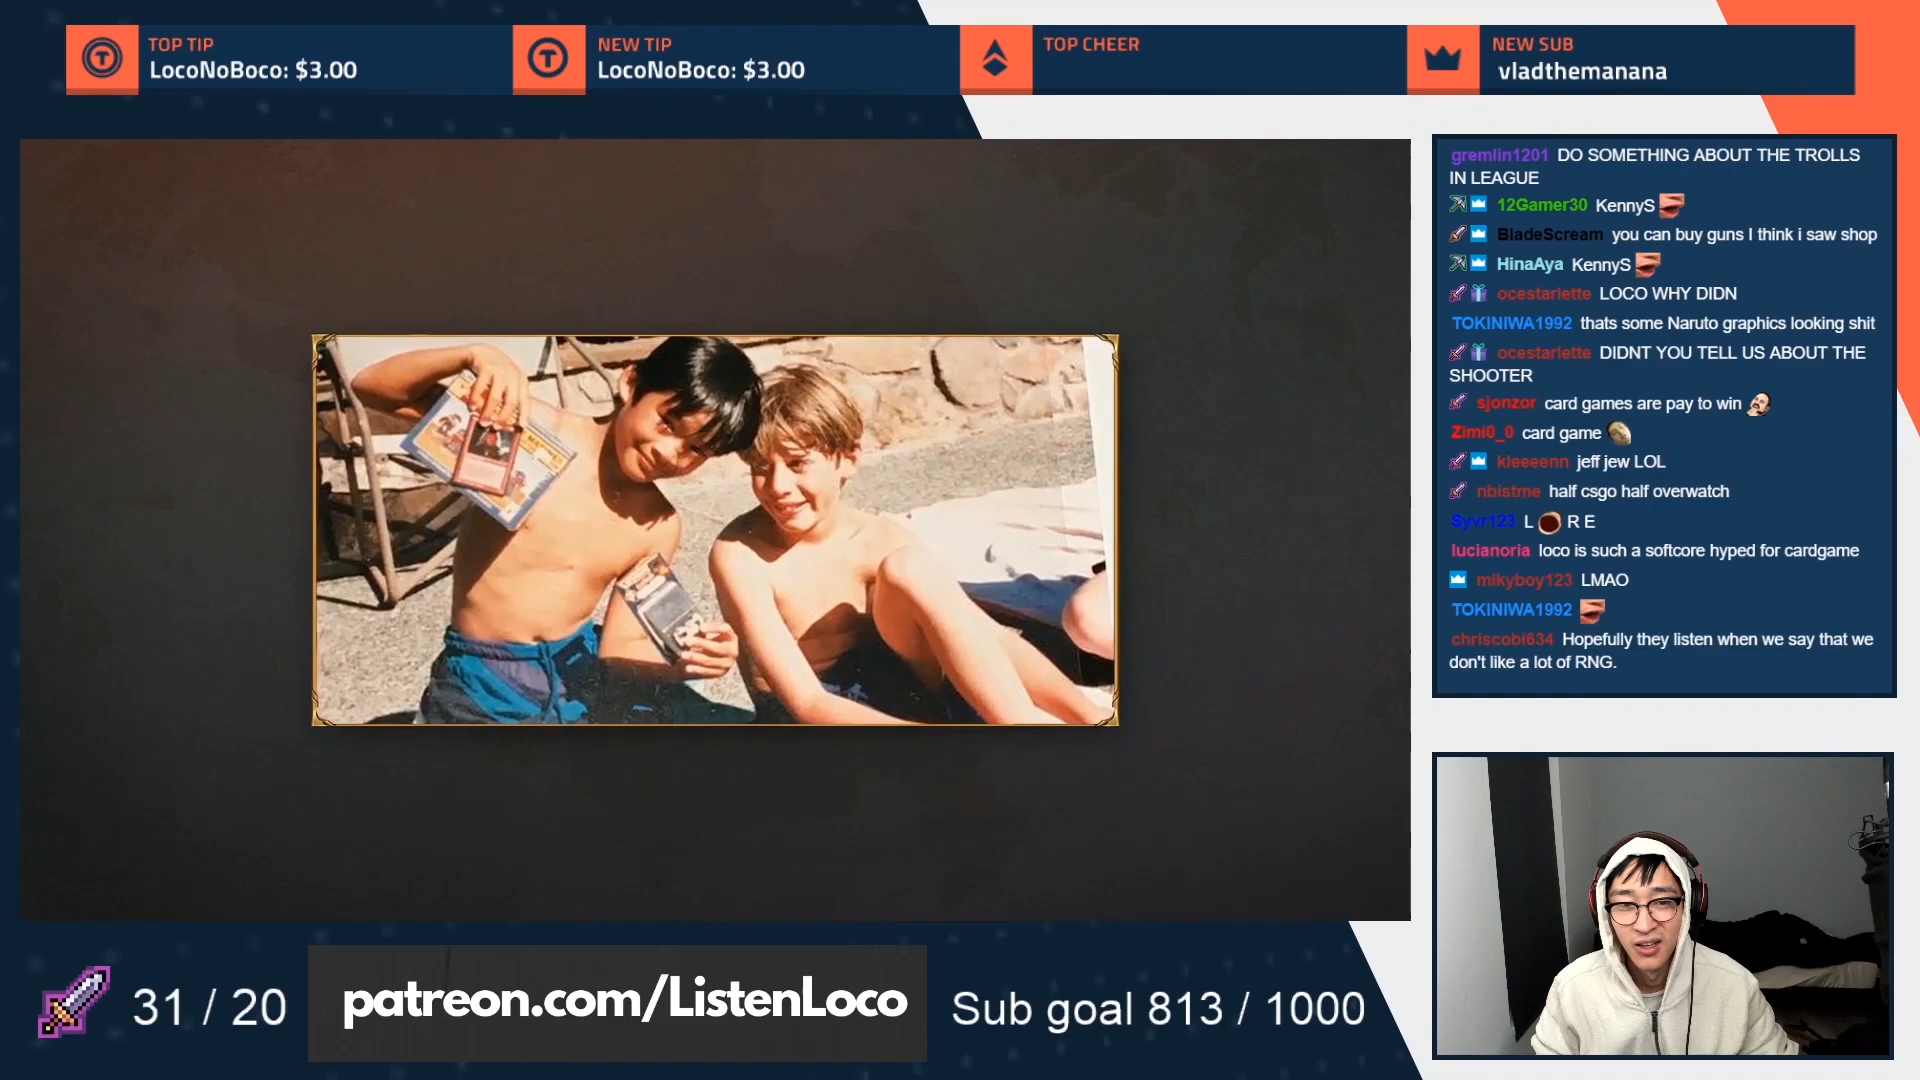 TOP TIP
LocoNoBoco: $3.00
NEW TIP
LocoNoBoco: $3.00
TOP CHEER
NEW SUB
vladthemanana
gremlin1201 DO SOMETHING ABOUT THE TROLLS
IN LEAGUE
12Gamer30 KennyS
BladeScream you can buy guns I think i saw shop
HinaAya KennyS
ocestarlette LOCO WHY DIDN
TOKINIWA1992 thats some Naruto graphics looking shit
ocestarlette DIDNT YOU TELL US ABOUT THE
SHOOTER
sjonzor card games are pay to win
Zimi0_0 card game
kleeeenn jeff jew LOL
nbistme half csgo half overwatch
Syvr123 L R E
lucianoria loco is such a softcore hyped for cardgame
mikyboy123 LMAO
TOKINIWA1992
chriscobi634 Hopefully they listen when we say that we
don't like a lot of RNG.
31 / 20
patreon.com/ListenLoco
Sub goal 813 / 1000